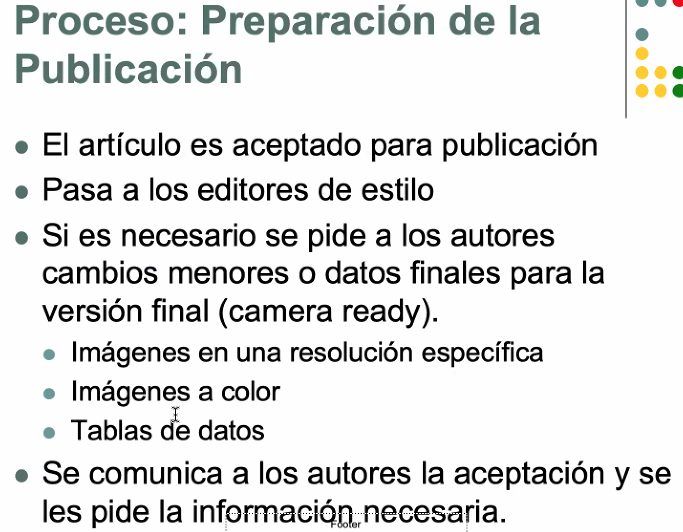 Proceso: Preparación de la
Publicación
El artículo es aceptado para publicación
Pasa a los editores de estilo
Si es necesario se pide a los autores
cambios menores o datos finales para la
versión final (camera ready).
Imágenes en una resolución específica
Imágenes a color
Tablas de datos
Se comunica a los autores la aceptación y se
les pide la información necesaria.
Footer